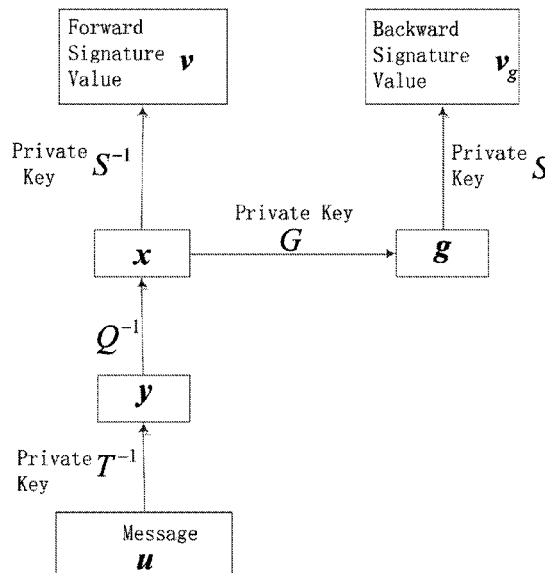 Forward
Signature v
Value
Backward
Signature
Value v_g
Private
Key S^{-1}
Private
Key S
Private Key
G
x
g
Q^{-1}
y
Private
Key T^{-1}
Message
u